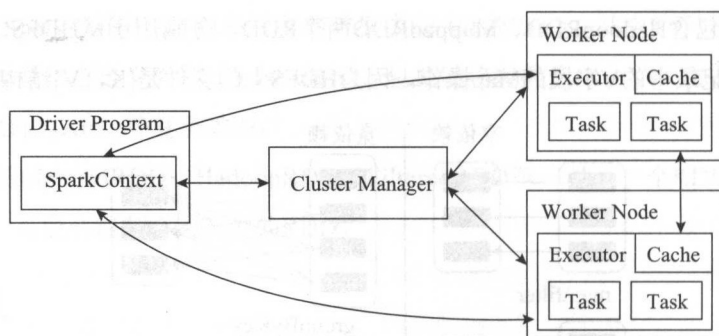 Worker Node
Executor
Cache
Task
Task
Driver Program
SparkContext
Cluster Manager
Worker Node
Executor
Cache
Task
Task